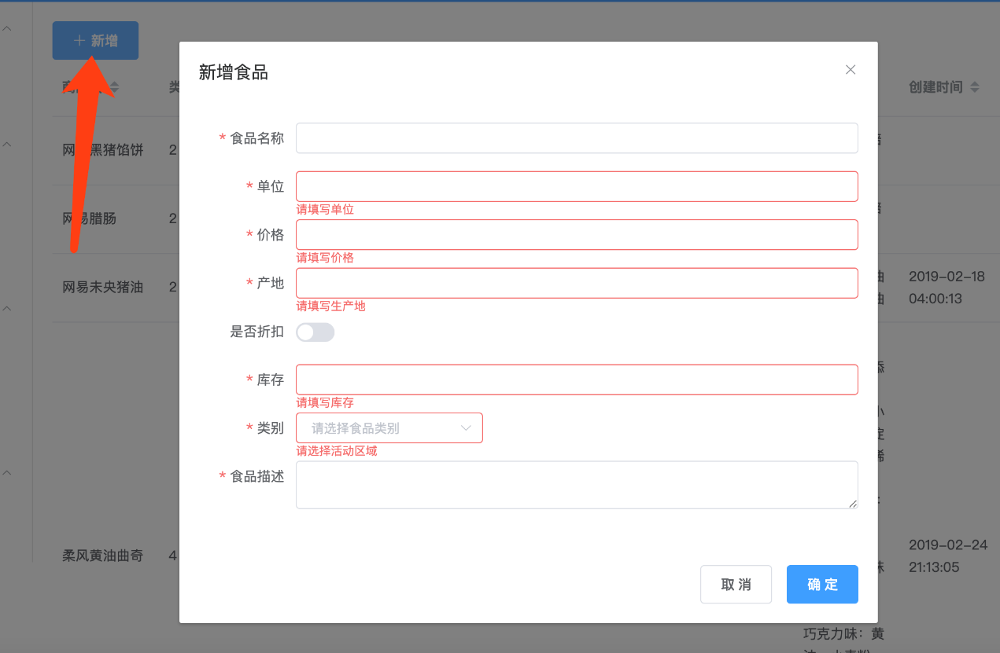 新增
新增食品
类
创建时间
* 食品名称
网 黑猪馅饼 2
* 单位
请填写单位
网易腊肠 2
* 价格
请填写价格
* 产地
请填写生产地
网易未央猪油 2
油 2019-02-18
由 04:00:13
是否折扣
* 库存
请填写库存
* 类别
请选择食品类别
请选择活动区域
* 食品描述
柔风黄油曲奇 4
2019-02-24
21:13:05
取 消
确 定
巧克力味：黄